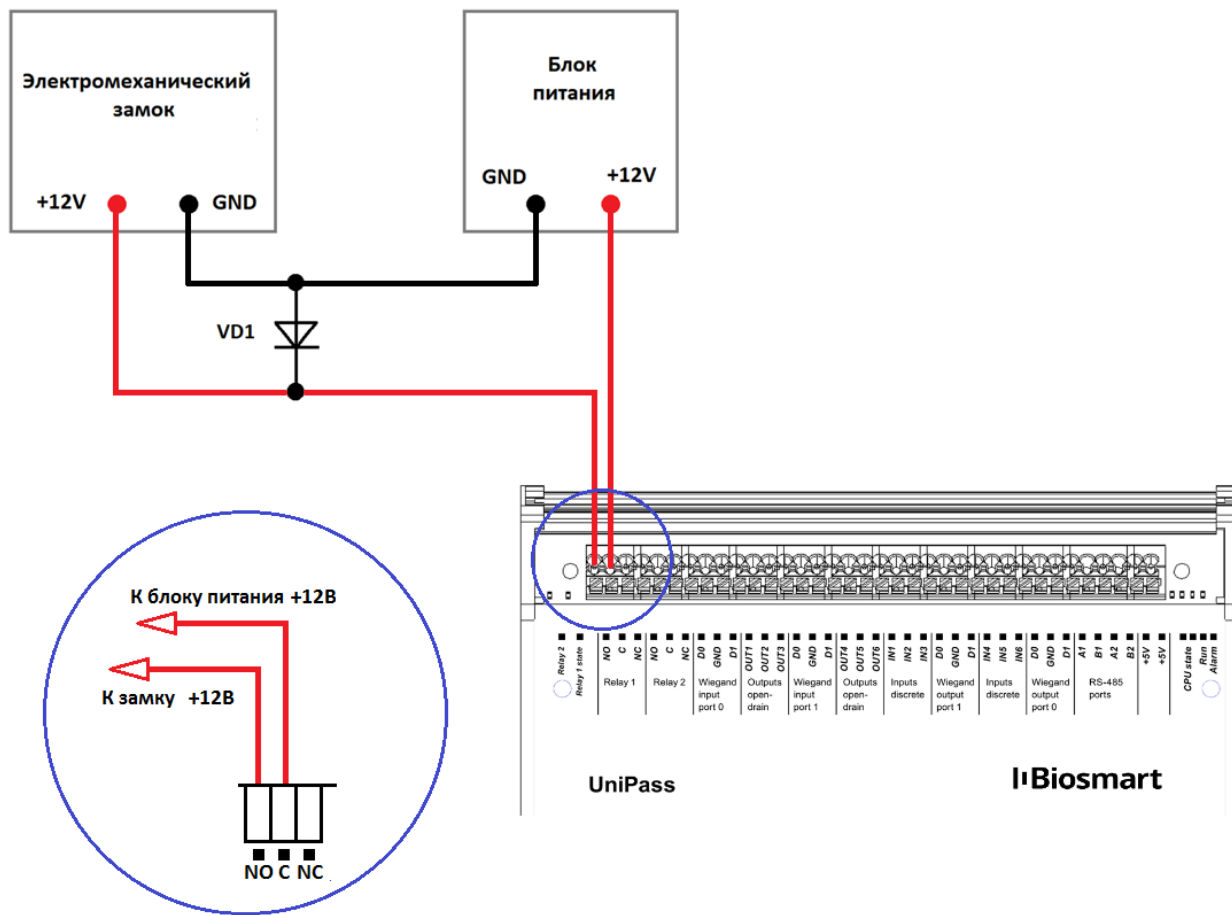 Электромеханический
замок
+12V
GND
Блок
питания
GND
+12V
VD1
К блоку питания +12В
К замку +12В
NO C NC
Relay 2
Relay 1 state
NO
C
NC
NO
C
NC
D0
GND
D1
OUT1
OUT2
OUT3
D0
GND
D1
OUT4
OUT5
OUT6
IN1
IN2
IN3
D0
GND
D1
IN4
IN5
IN6
D0
GND
D1
A1
B1
A2
B2
+5V
+5V
CPU state
Run
Alarm
Relay 1
Relay 2
Wiegand
input
port 0
Outputs
open-
drain
Wiegand
input
port 1
Outputs
open-
drain
Inputs
discrete
Wiegand
output
port 1
Inputs
discrete
Wiegand
output
port 0
RS-485
ports
UniPass
Biosmart